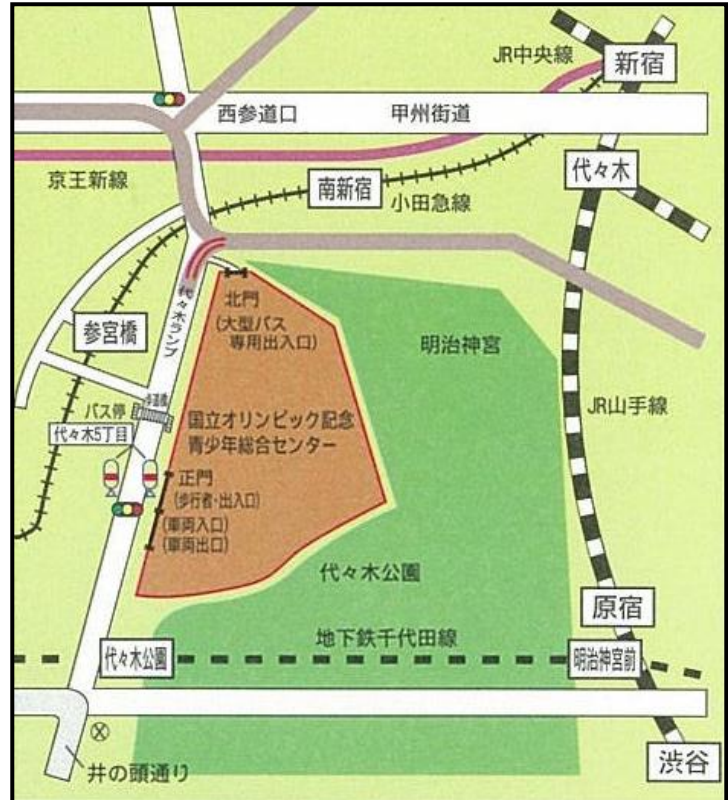 JR中央線
新宿
西参道口
甲州街道
京王新線
南新宿
小田急線
代々木
代々木ランプ
北門
(大型バス
専用出入口)
明治神宮
参宮橋
歩道橋
バス停
代々木5丁目
国立オリンピック記念
青少年総合センター
JR山手線
正門
(歩行者・出入口)
(車両入口)
(車両出口)
代々木公園
原宿
地下鉄千代田線
代々木公園
明治神宮前
井の頭通り
渋谷